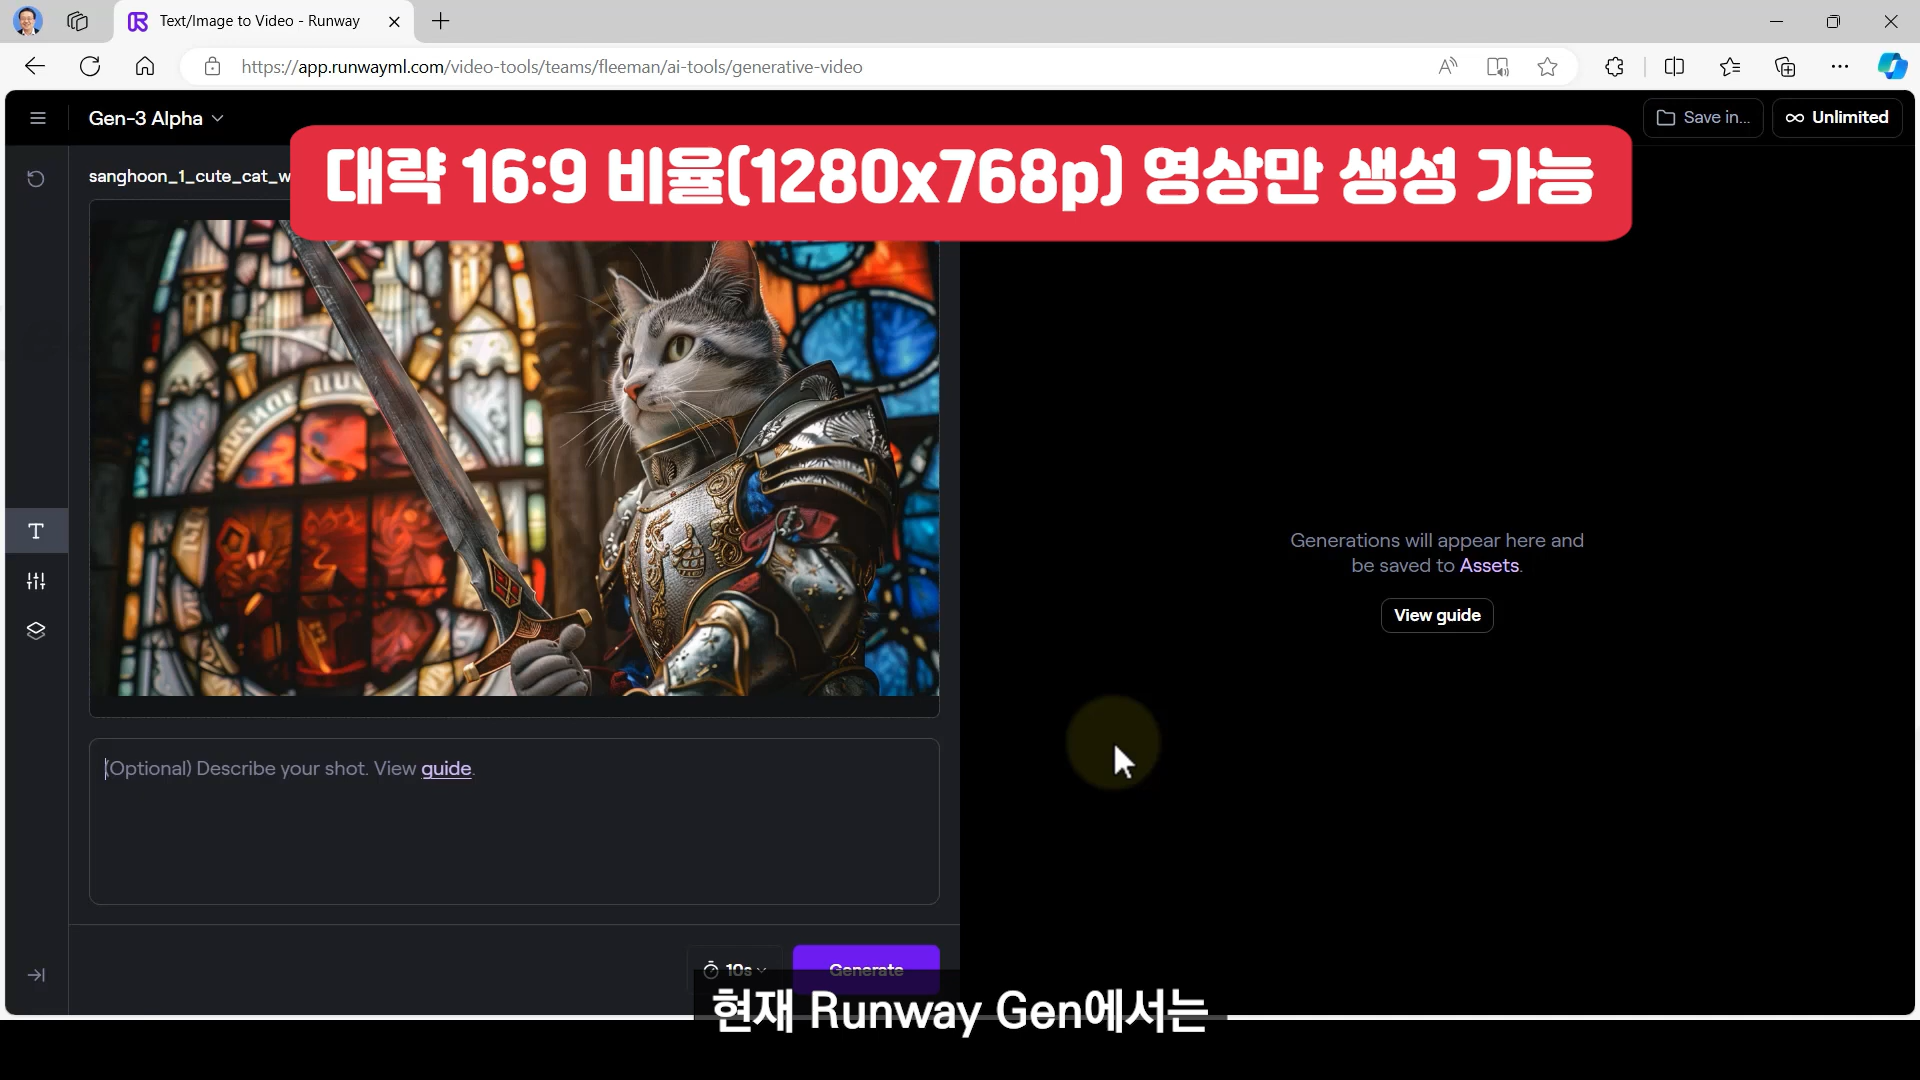 Text/Image to Video - Runway
https://app.runwayml.com/video-tools/teams/fleeman/ai-tools/generative-video
Gen-3 Alpha
Save in...
Unlimited
대략 16:9 비율(1280x768p) 영상만 생성 가능
sanghoon_1_cute_cat_w
Generations will appear here and
be saved to Assets.
View guide
(Optional) Describe your shot. View guide.
10s
Generate
현재 Runway Gen에서는